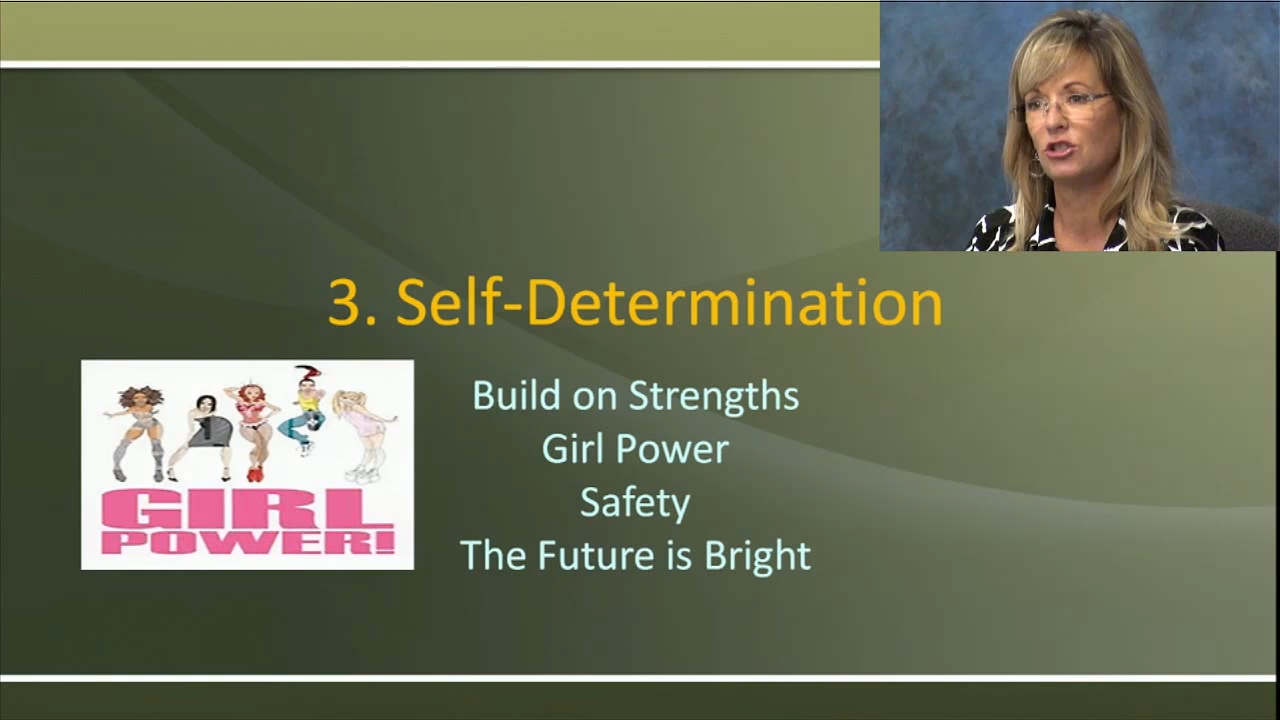 3. Self-Determination
Build on Strengths
Girl Power
Safety
The Future is Bright
GIRL
POWER!